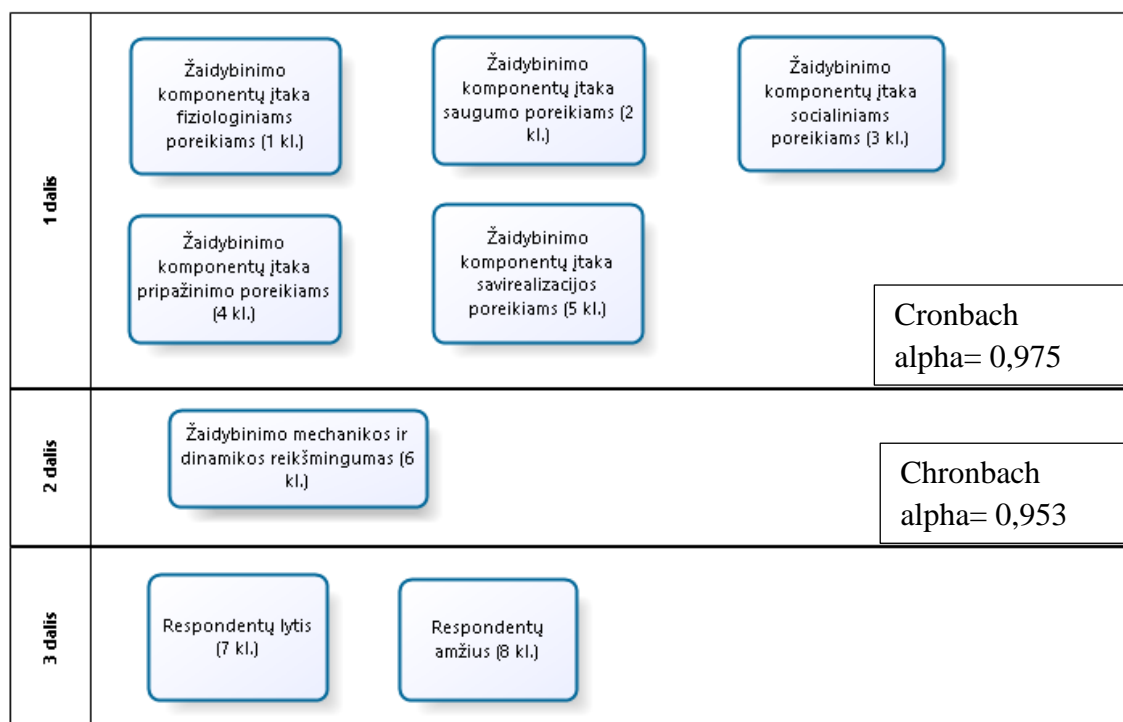 1 dalis
Žaidybinimo
komponentų įtaka
fiziologiniams
poreikiams (1 kl.)
Žaidybinimo
komponentų įtaka
saugumo poreikiams (2
kl.)
Žaidybinimo
komponentų įtaka
socialiniams
poreikiams (3 kl.)
Žaidybinimo
komponentų įtaka
pripažinimo poreikiams
(4 kl.)
Žaidybinimo
komponentų įtaka
savirealizacijos
poreikiams (5 kl.)
Cronbach
alpha= 0,975
2 dalis
Žaidybinimo mechanikos ir
dinamikos reikšmingumas (6
kl.)
Chronbach
alpha= 0,953
3 dalis
Respondentų lytis
(7 kl.)
Respondentų
amžius (8 kl.)